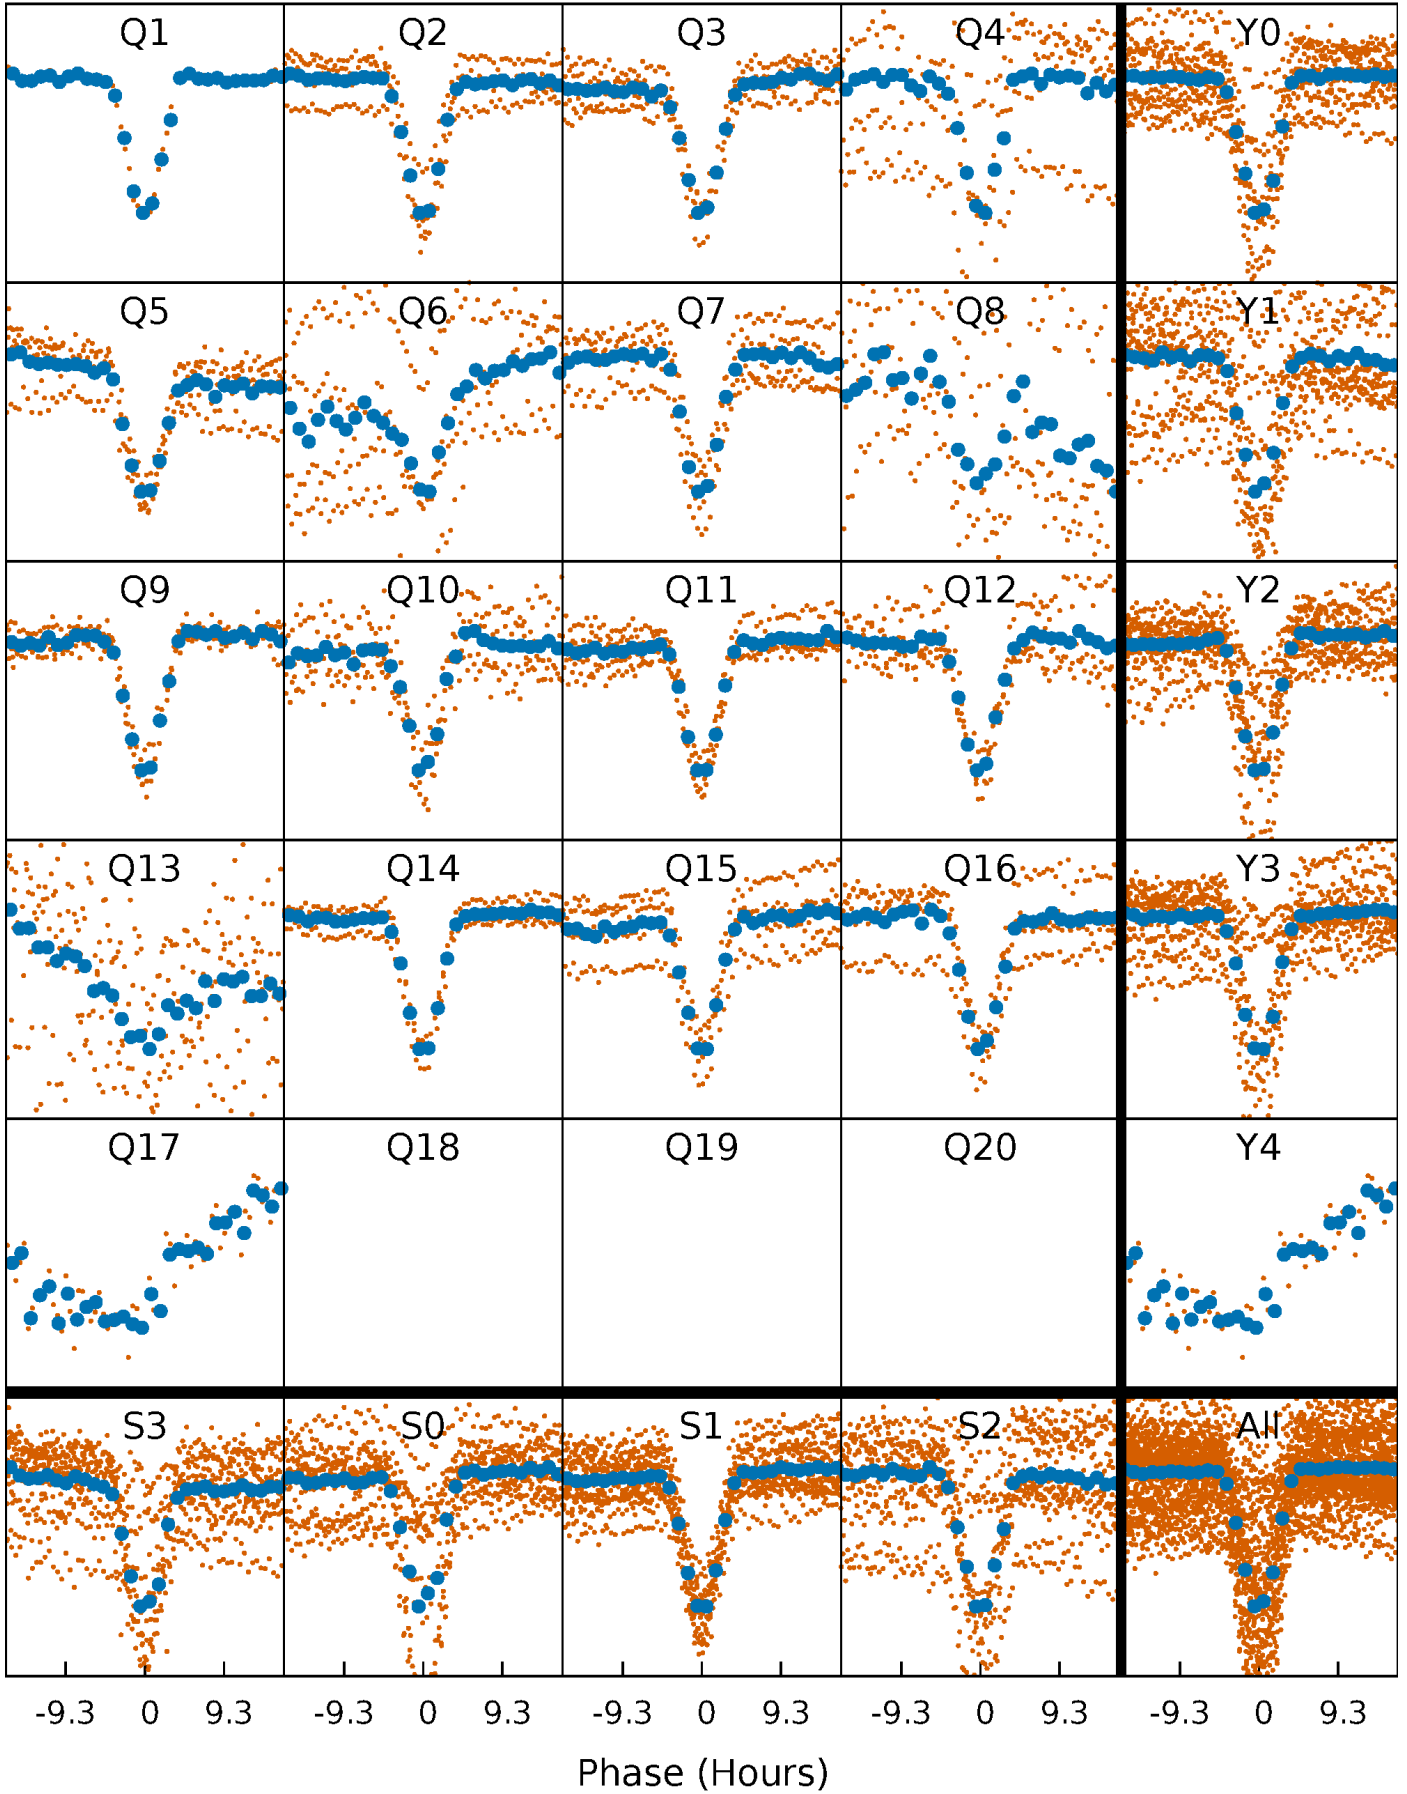 Q1 Q2 Q3 Q4 Y0
Q5 Q6 Q7 Q8 Y1
Q9 Q10 Q11 Q12 Y2
Q13 Q14 Q15 Q16 Y3
Q17 Q18 Q19 Q20 Y4
S3 S0 S1 S2 All
-9.3 0 9.3 -9.3 0 9.3 -9.3 0 9.3 -9.3 0 9.3 -9.3 0 9.3
Phase (Hours)